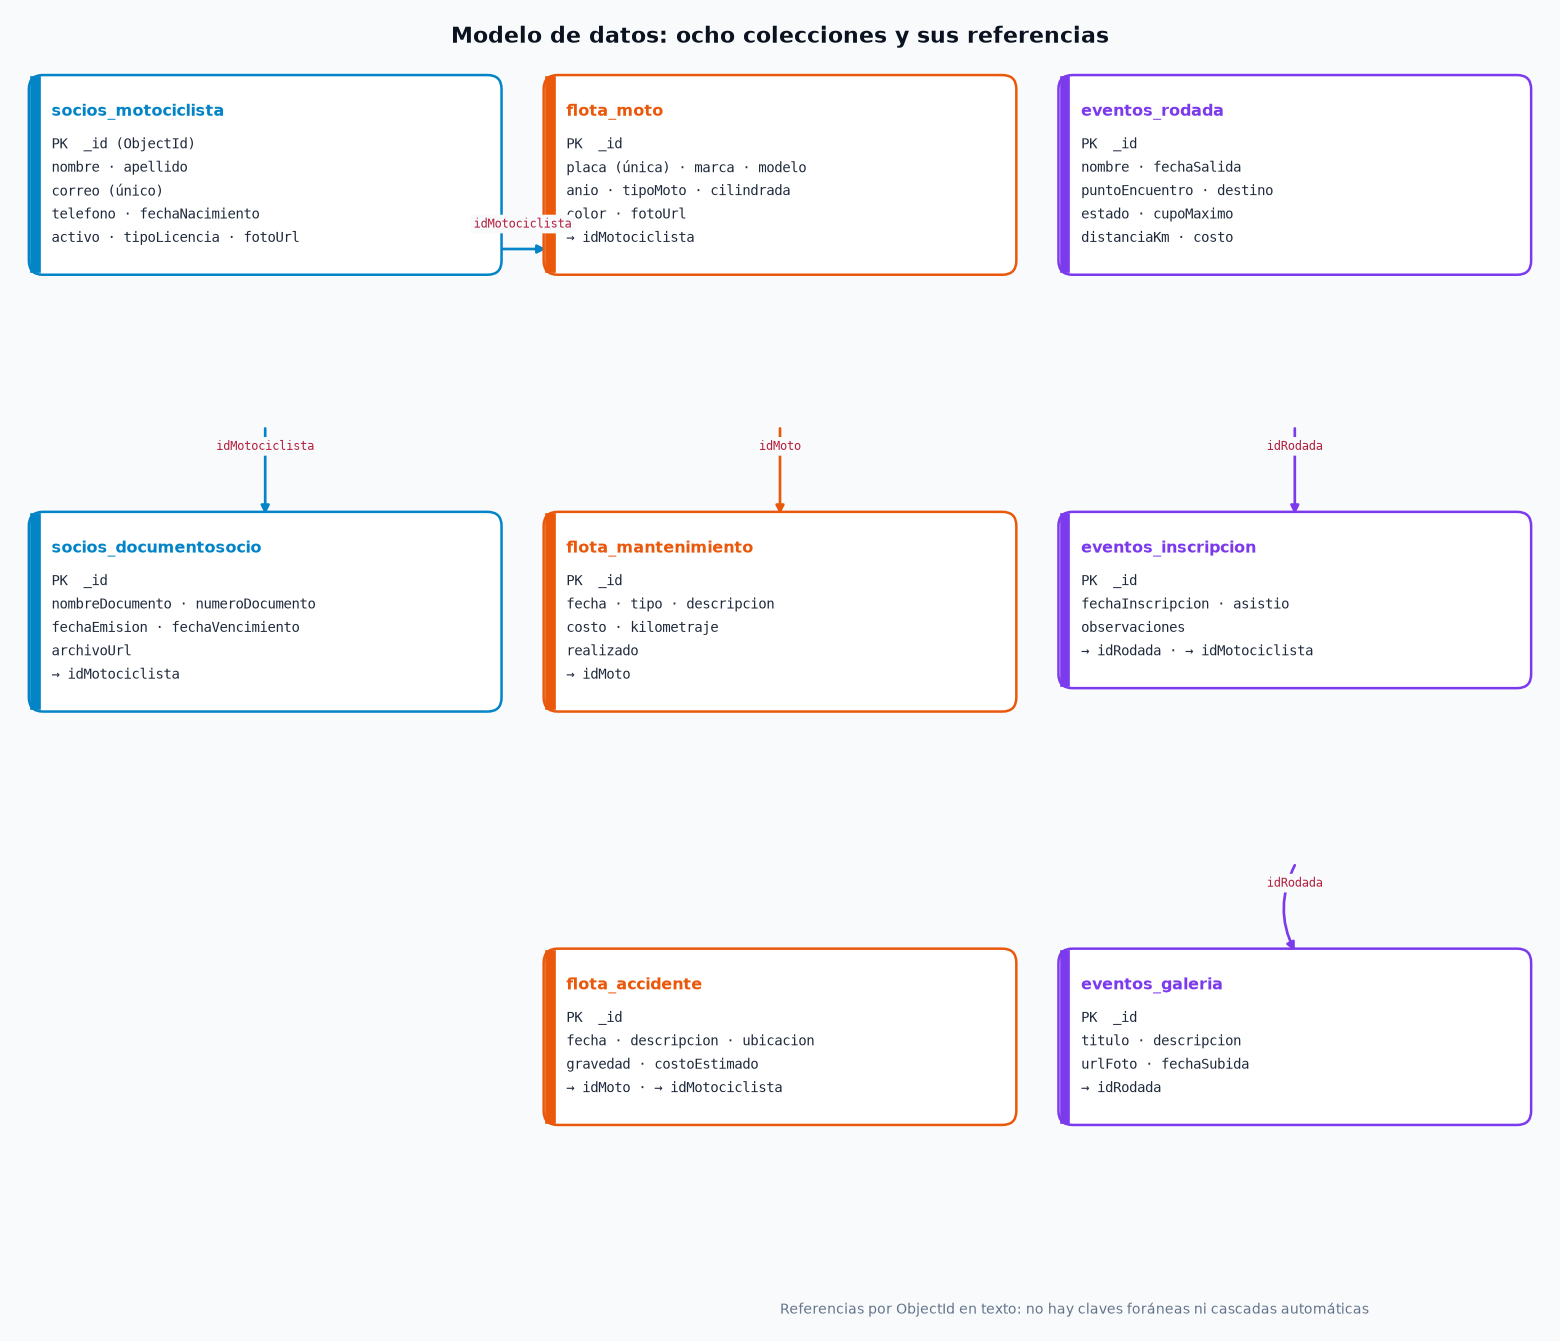 Modelo de datos: ocho colecciones y sus referencias
socios_motociclista
PK  _id (ObjectId)
nombre · apellido
correo (único)
telefono · fechaNacimiento
activo · tipoLicencia · fotoUrl
idMotociclista
flota_moto
PK  _id
placa (única) · marca · modelo
anio · tipoMoto · cilindrada
color · fotoUrl
→ idMotociclista
eventos_rodada
PK  _id
nombre · fechaSalida
puntoEncuentro · destino
estado · cupoMaximo
distanciaKm · costo
idMotociclista
idMoto
idRodada
socios_documentosocio
PK  _id
nombreDocumento · numeroDocumento
fechaEmision · fechaVencimiento
archivoUrl
→ idMotociclista
flota_mantenimiento
PK  _id
fecha · tipo · descripcion
costo · kilometraje
realizado
→ idMoto
eventos_inscripcion
PK  _id
fechaInscripcion · asistio
observaciones
→ idRodada · → idMotociclista
idRodada
flota_accidente
PK  _id
fecha · descripcion · ubicacion
gravedad · costoEstimado
→ idMoto · → idMotociclista
eventos_galeria
PK  _id
titulo · descripcion
urlFoto · fechaSubida
→ idRodada
Referencias por ObjectId en texto: no hay claves foráneas ni cascadas automáticas